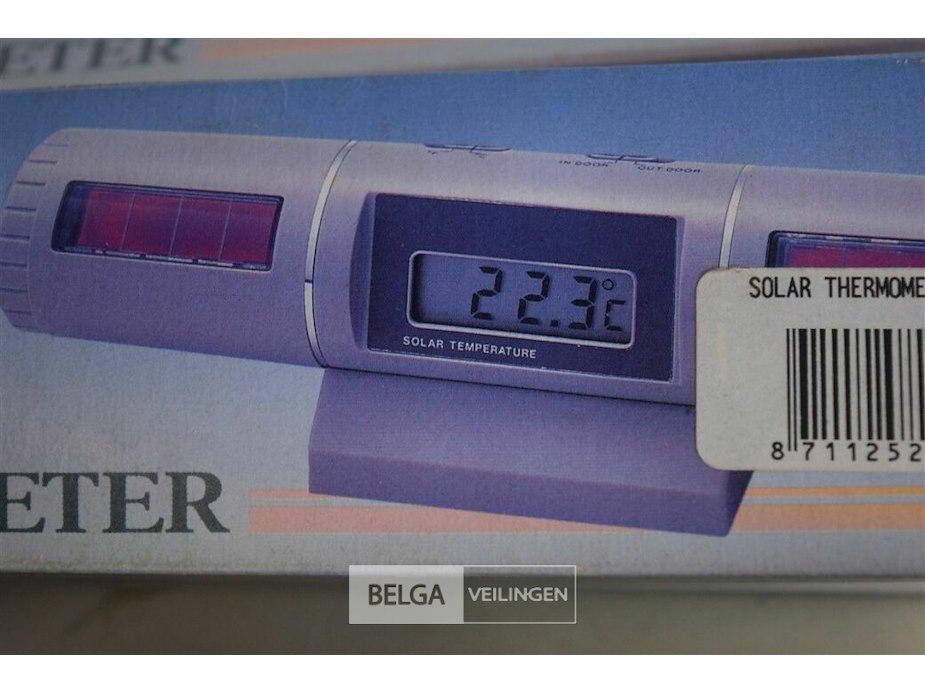 ETER
°F °C
IN DOOR OUT DOOR
22.3°C
SOLAR TEMPERATURE
SOLAR THERMOME
8 711252
ETER
BELGA VEILINGEN